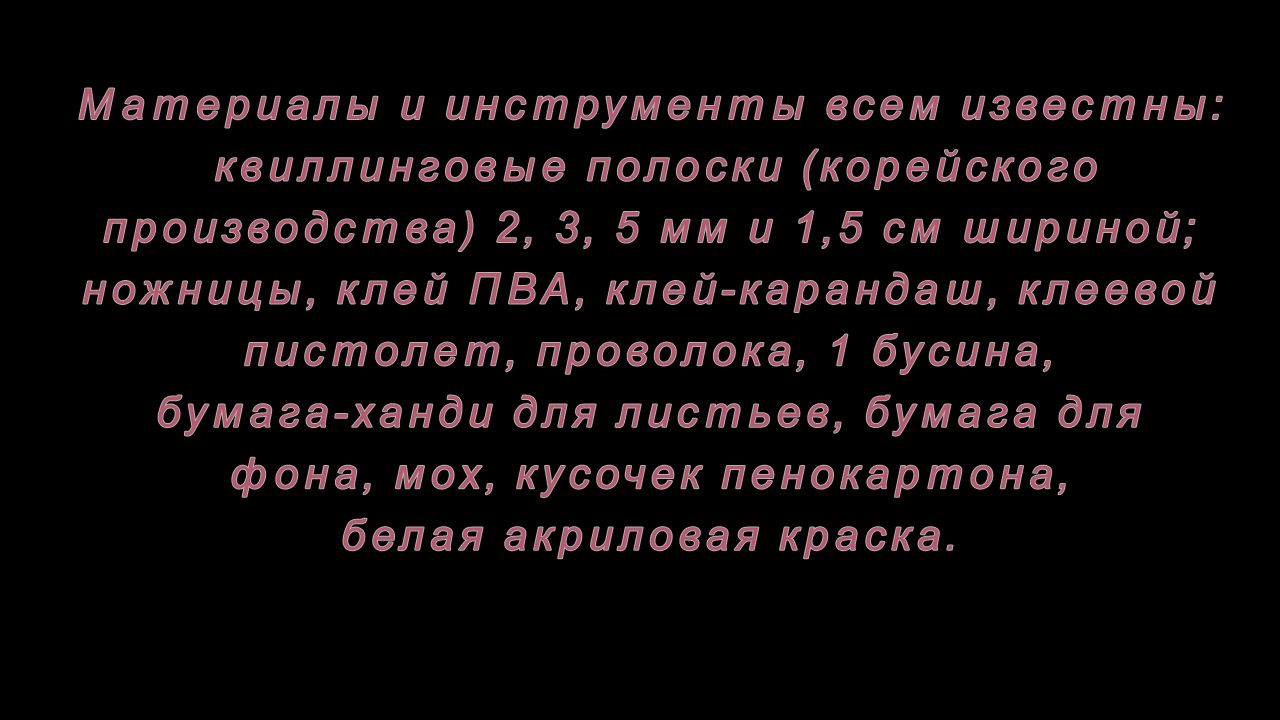 Материалы и инструменты всем известны:
квиллинговые полоски (корейского
производства) 2, 3, 5 мм и 1,5 см шириной;
ножницы, клей ПВА, клей-карандаш, клеевой
пистолет, проволока, 1 бусина,
бумага-ханди для листьев, бумага для
фона, мох, кусочек пенокартона,
белая акриловая краска.